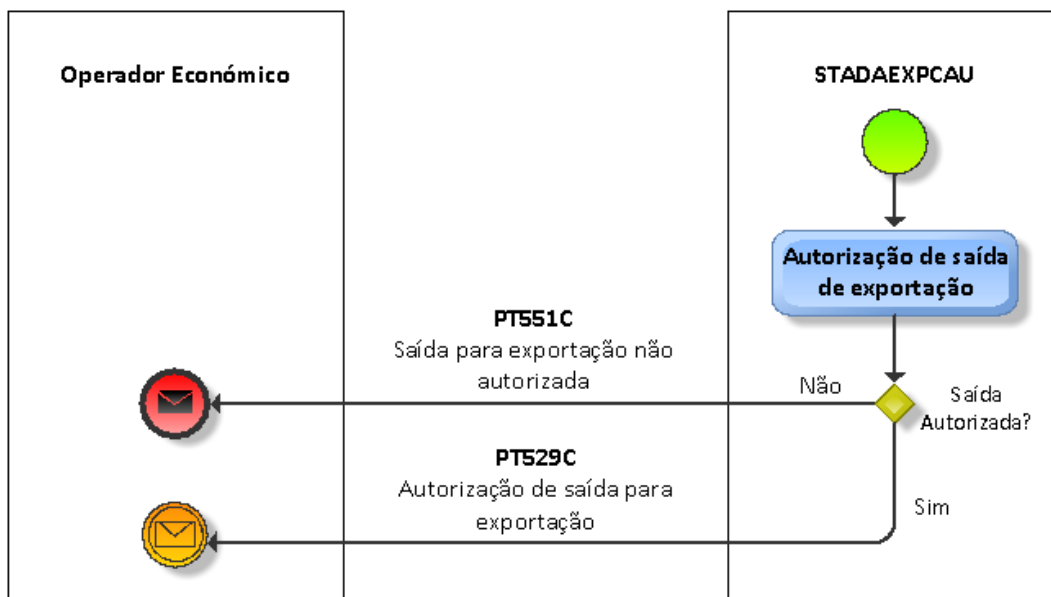 Operador Económico
STADAEXPCAU
Autorização de saída
de exportação
PT551C
Saída para exportação não
autorizada
Não
Saída
Autorizada?
PT529C
Autorização de saída para
exportação
Sim